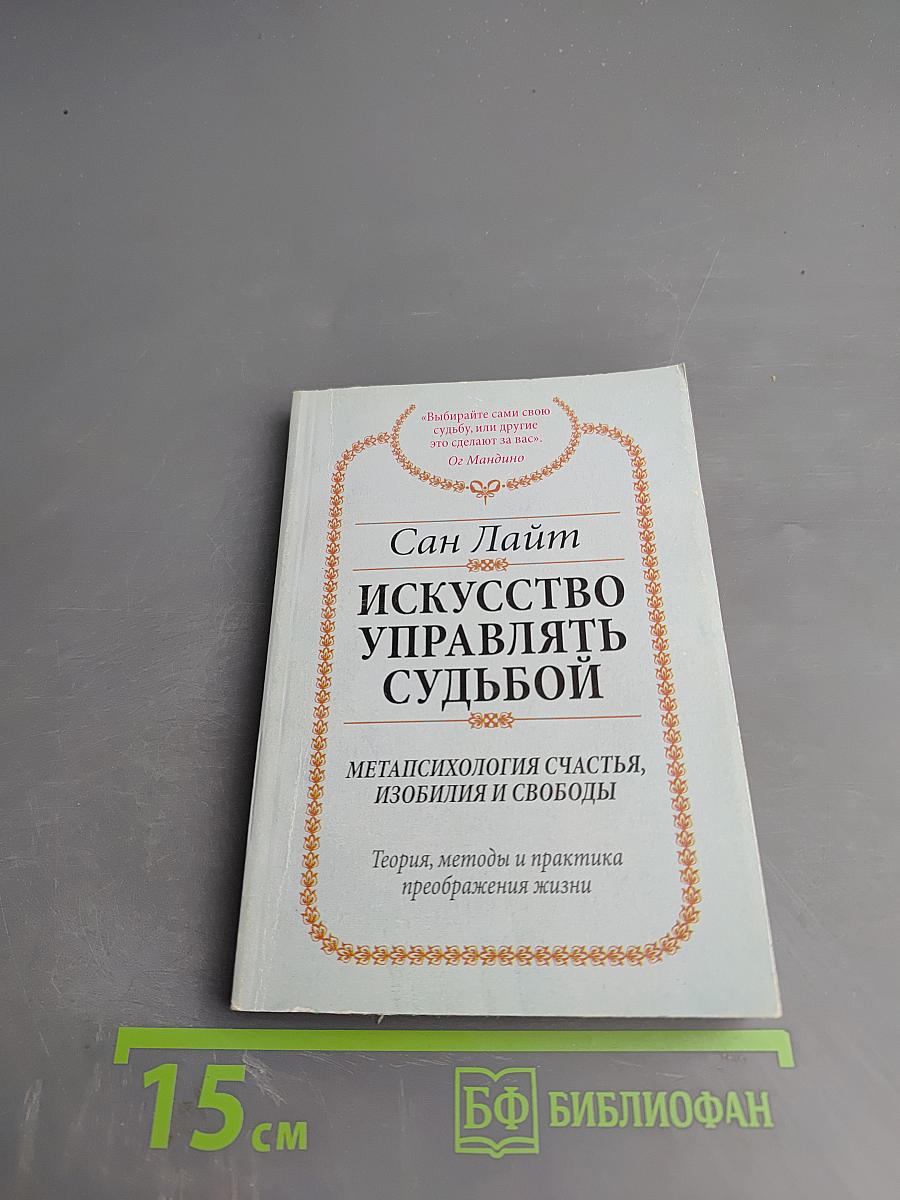 «Выбирайте сами свою
судьбу, или другие
это сделают за вас».
Ог Мандино
Сан Лайт
ИСКУССТВО
УПРАВЛЯТЬ
СУДЬБОЙ
МЕТАПСИХОЛОГИЯ СЧАСТЬЯ,
ИЗОБИЛИЯ И СВОБОДЫ
Теория, методы и практика
преображения жизни
15 см
БФ БИБЛИОФАН